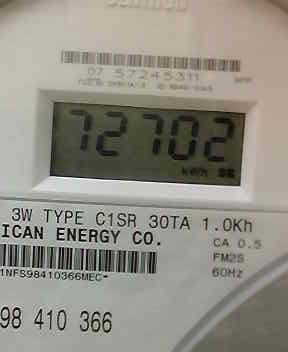 07 57245311
72702
3W TYPE C1SR 30TA 1.0Kh
ICAN ENERGY CO.
CA 0.5
FM2S
60Hz
1NFS98410366MEC-
98 410 366